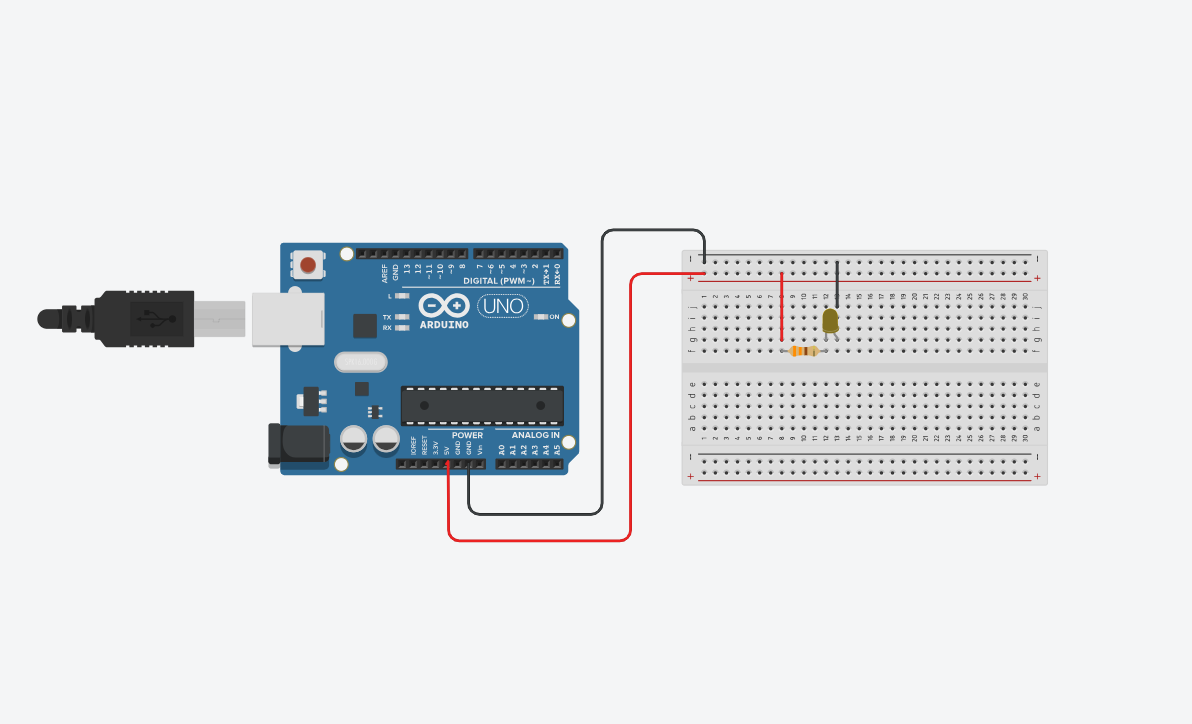 AREF
GND
13
12
~11
~10
~9
8
7
~6
~5
4
~3
2
TX→1
RX←0
DIGITAL (PWM ~)
L
TX
RX
ARDUINO
UNO
ON
POWER
ANALOG IN
IOREF
RESET
3.3V
5V
GND
GND
Vin
A0
A1
A2
A3
A4
A5
− −
+ +
1 2 3 4 5 6 7 8 9 10 11 12 13 14 15 16 17 18 19 20 21 22 23 24 25 26 27 28 29 30
j j
i i
h h
g g
f f
e e
d d
c c
b b
a a
1 2 3 4 5 6 7 8 9 10 11 12 13 14 15 16 17 18 19 20 21 22 23 24 25 26 27 28 29 30
− −
+ +